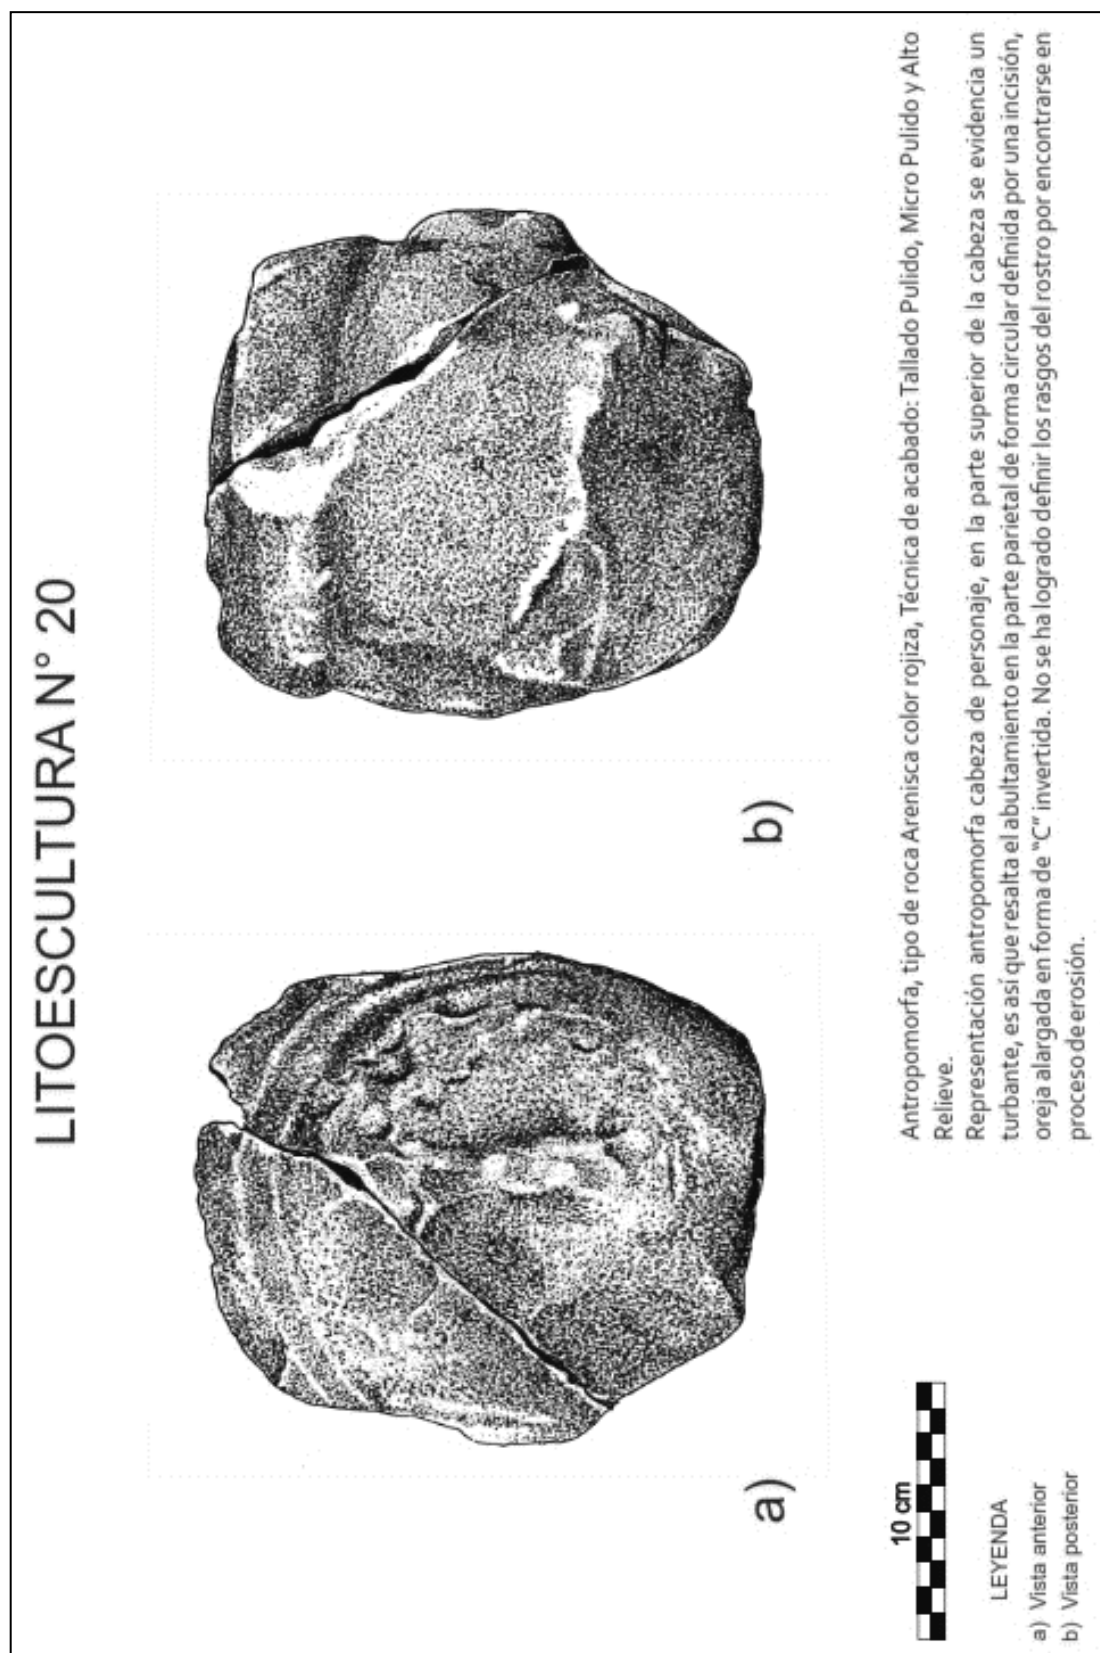 LITOESCULTURA N° 20
a)
b)
10 cm
LEYENDA
a) Vista anterior
b) Vista posterior
Antropomorfa, tipo de roca Arenisca color rojiza, Técnica de acabado: Tallado Pulido, Micro Pulido y Alto
Relieve.
Representación antropomorfa cabeza de personaje, en la parte superior de la cabeza se evidencia un
turbante, es así que resalta el abultamiento en la parte parietal de forma circular definida por una incisión,
oreja alargada en forma de “C” invertida. No se ha logrado definir los rasgos del rostro por encontrarse en
proceso de erosión.